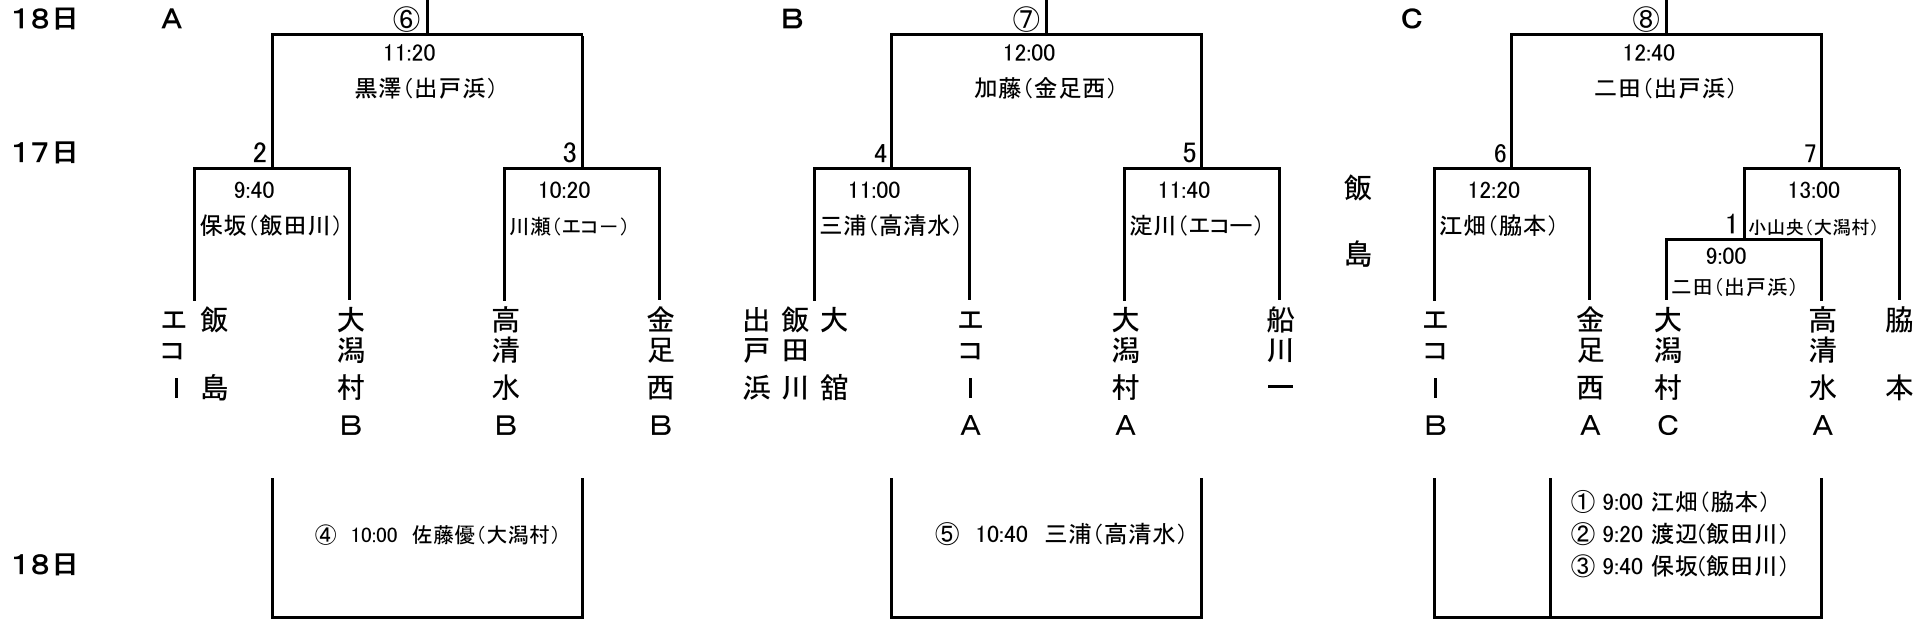 18日 A ⑥ B ⑦ C ⑧
11:20 12:00 12:40
黒澤（出戸浜） 加藤（金足西） 二田（出戸浜）
17日 2 3 4 5 6 7
9:40 10:20 11:00 11:40 12:20 13:00
保坂（飯田川） 川瀬（エコー） 三浦（高清水） 淀川（エコー） 江畑（脇本） 1 小山央（大潟村）
飯島
9:00
二田（出戸浜）
エコー
飯島
大潟村B
高清水B
金足西B
出戸浜
飯田川
大舘
エコーA
大潟村A
船川一
エコーB
金足西A
大潟村C
高清水A
脇本
④ 10:00 佐藤優（大潟村） ⑤ 10:40 三浦（高清水）
① 9:00 江畑（脇本）
② 9:20 渡辺（飯田川）
③ 9:40 保坂（飯田川）
18日